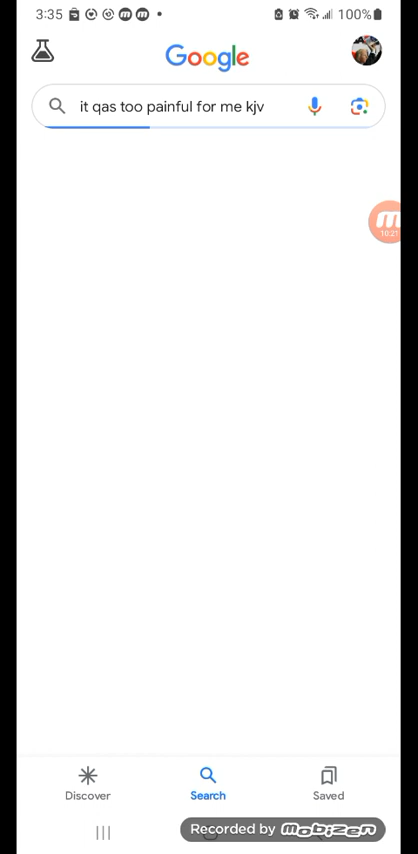 3:35 100%
Google
it qas too painful for me kjv
10:21
Discover Search Saved
Recorded by mobizen